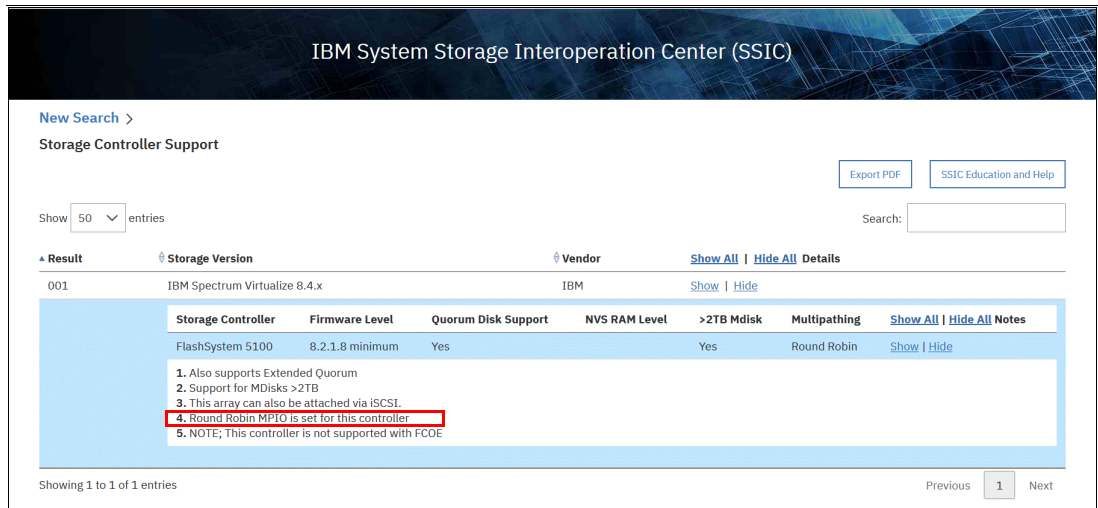 IBM System Storage Interoperation Center (SSIC)
New Search >
Storage Controller Support
Export PDF SSIC Education and Help
Show 50 entries Search:
Result Storage Version Vendor Show All | Hide All Details
001 IBM Spectrum Virtualize 8.4.x IBM Show | Hide
Storage Controller Firmware Level Quorum Disk Support NVS RAM Level >2TB Mdisk Multipathing Show All | Hide All Notes
FlashSystem 5100 8.2.1.8 minimum Yes Yes Round Robin Show | Hide
1. Also supports Extended Quorum
2. Support for MDisks >2TB
3. This array can also be attached via iSCSI.
4. Round Robin MPIO is set for this controller
5. NOTE; This controller is not supported with FCOE
Showing 1 to 1 of 1 entries Previous 1 Next